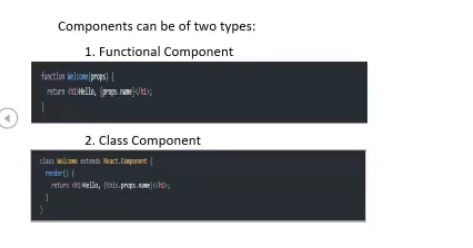 Components can be of two types:
1. Functional Component
function Welcome(props) {
return <h1>Hello, {props.name}</h1>;
}
2. Class Component
class Welcome extends React.Component {
render() {
return <h1>Hello, {this.props.name}</h1>;
}
}